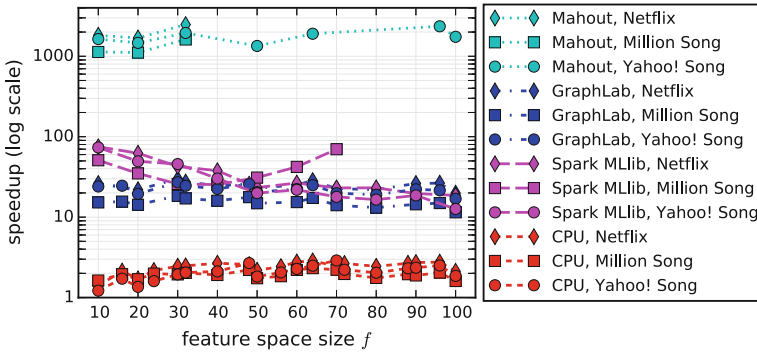 1000
100
10
1
speedup (log scale)
10 20 30 40 50 60 70 80 90 100
feature space size f
Mahout, Netflix
Mahout, Million Song
Mahout, Yahoo! Song
GraphLab, Netflix
GraphLab, Million Song
GraphLab, Yahoo! Song
Spark MLlib, Netflix
Spark MLlib, Million Song
Spark MLlib, Yahoo! Song
CPU, Netflix
CPU, Million Song
CPU, Yahoo! Song